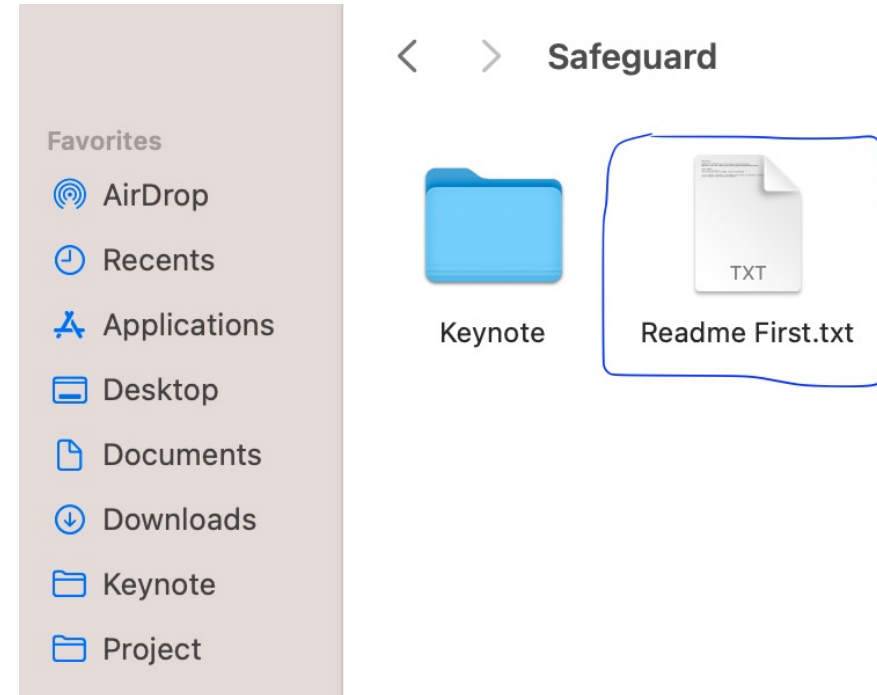 Safeguard
Favorites
AirDrop
Recents
Applications
Desktop
Documents
Downloads
Keynote
Project
TXT
Keynote
Readme First.txt